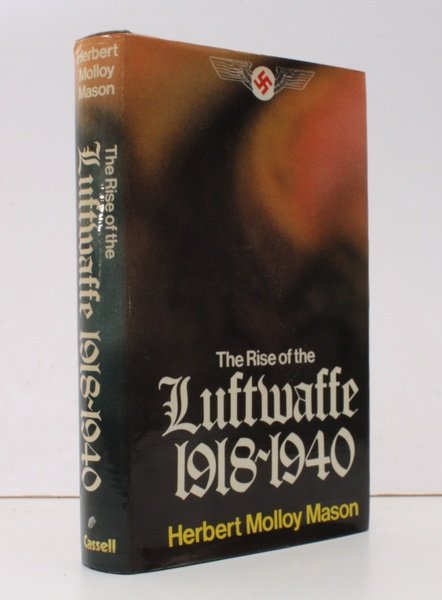 Herbert
Molloy
Mason
The Rise of the
Luftwaffe 1918-1940
Cassell
The Rise of the
Luftwaffe
1918-1940
Herbert Molloy Mason